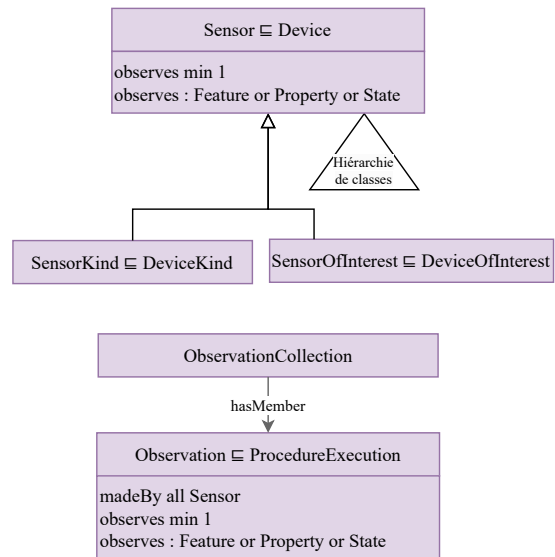 Sensor ⊑ Device
observes min 1
observes : Feature or Property or State
Hiérarchie
de classes
SensorKind ⊑ DeviceKind
SensorOfInterest ⊑ DeviceOfInterest
ObservationCollection
hasMember
Observation ⊑ ProcedureExecution
madeBy all Sensor
observes min 1
observes : Feature or Property or State